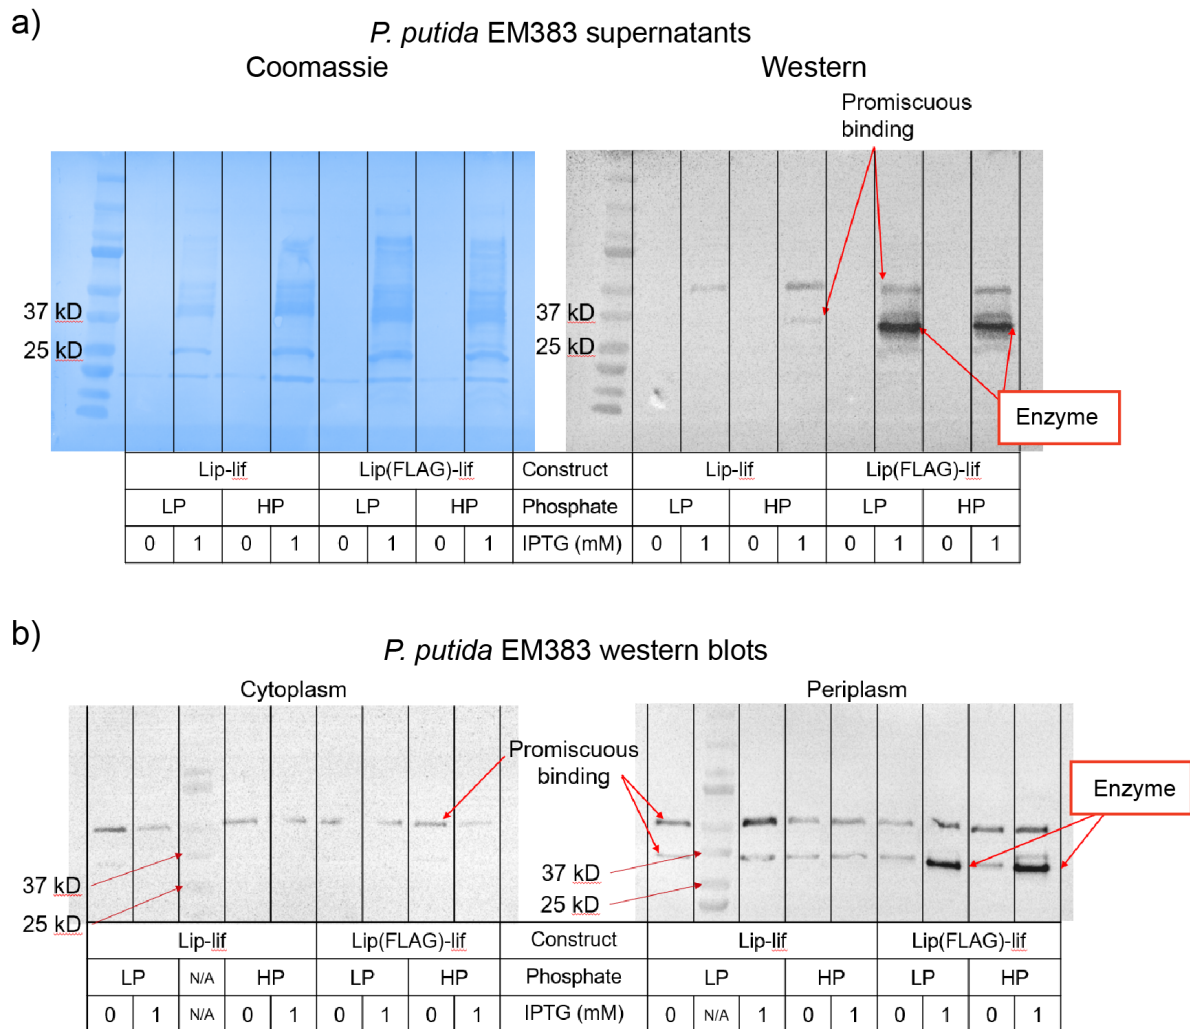 a)
P. putida EM383 supernatants
Coomassie
Western
Promiscuous
binding
37 kD
25 kD
37 kD
25 kD
Enzyme
Lip-lif Lip(FLAG)-lif Construct Lip-lif Lip(FLAG)-lif
LP HP LP HP Phosphate LP HP LP HP
0 1 0 1 0 1 0 1 IPTG (mM) 0 1 0 1 0 1 0 1
b)
P. putida EM383 western blots
Cytoplasm
Periplasm
Promiscuous
binding
Enzyme
37 kD
25 kD
37 kD
25 kD
Lip-lif Lip(FLAG)-lif Construct Lip-lif Lip(FLAG)-lif
LP N/A HP LP HP Phosphate LP HP LP HP
0 1 N/A 0 1 0 1 0 1 IPTG (mM) 0 N/A 1 0 1 0 1 0 1